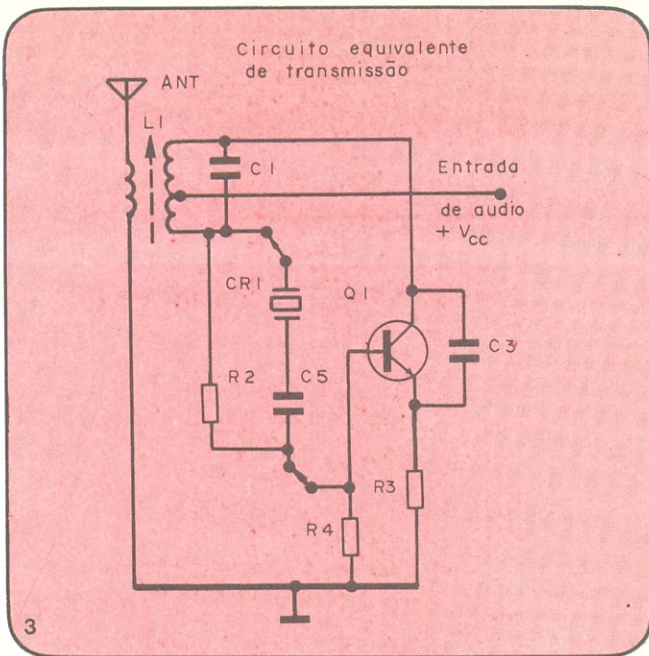 Circuito equivalente
de transmissão
ANT
L1
C1
Entrada
de audio
+ Vcc
CR1
Q1
C3
R2
C5
R3
R4
3